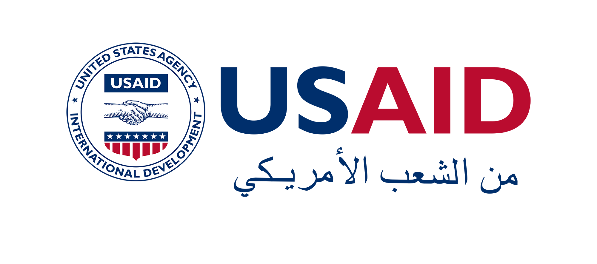 UNITED STATES AGENCY
USAID
INTERNATIONAL DEVELOPMENT
USAID
من الشعب الأمريكي